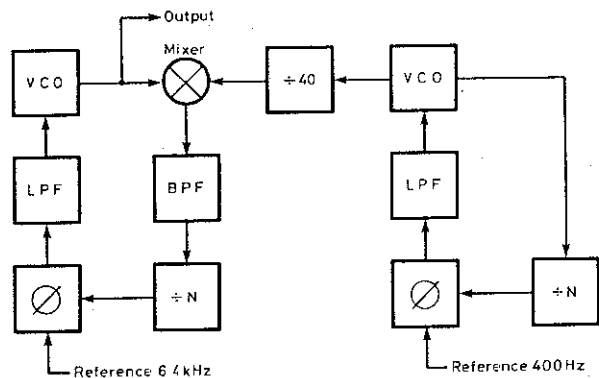 Output
Mixer
VCO
÷40
VCO
LPF
BPF
LPF
∅
÷N
∅
÷N
Reference 6.4kHz
Reference 400Hz